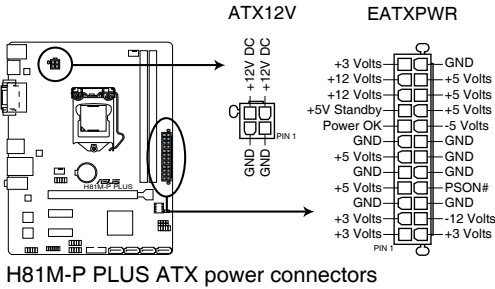 ATX12V
EATXPWR
+12V DC
+12V DC
PIN 1
GND
GND
+3 Volts GND
+12 Volts +5 Volts
+12 Volts +5 Volts
+5V Standby +5 Volts
Power OK -5 Volts
GND GND
+5 Volts GND
GND GND
+5 Volts PSON#
GND GND
+3 Volts -12 Volts
+3 Volts +3 Volts
PIN 1
ASUS
H81M-P PLUS
H81M-P PLUS ATX power connectors